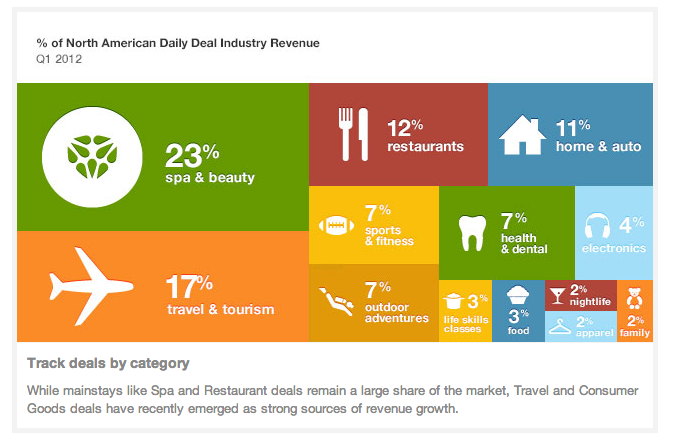 % of North American Daily Deal Industry Revenue
Q1 2012
23%
spa & beauty
12%
restaurants
11%
home & auto
7%
sports
& fitness
7%
health
& dental
4%
electronics
17%
travel & tourism
7%
outdoor
adventures
3%
life skills
classes
3%
food
2%
nightlife
2%
apparel
2%
family
Track deals by category
While mainstays like Spa and Restaurant deals remain a large share of the market, Travel and Consumer
Goods deals have recently emerged as strong sources of revenue growth.